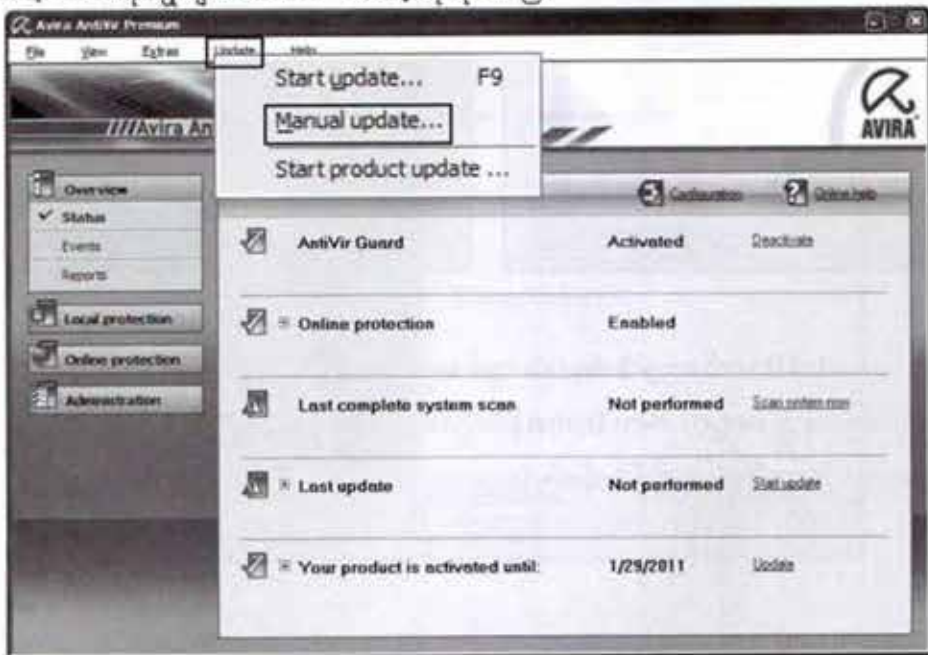 Avira AntiVir Premium
File View Extras Update Help
Start update... F9
Manual update...
Start product update ...
///Avira An
AVIRA
Overview
Configuration
Online help
Status
Events
Reports
AntiVir Guard Activated Deactivate
Local protection
Online protection Enabled
Online protection
Administration
Last complete system scan Not performed Scan system now
Last update Not performed Start update
Your product is activated until: 1/29/2011 Update